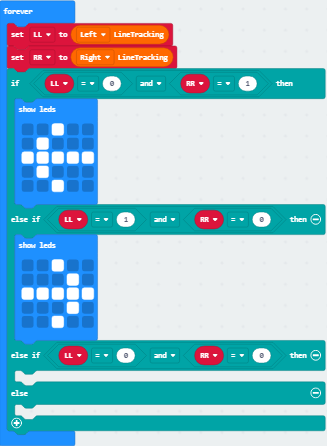 forever
set LL to Left LineTracking
set RR to Right LineTracking
if LL = 0 and RR = 1 then
show leds
else if LL = 1 and RR = 0 then
show leds
else if LL = 0 and RR = 0 then
else